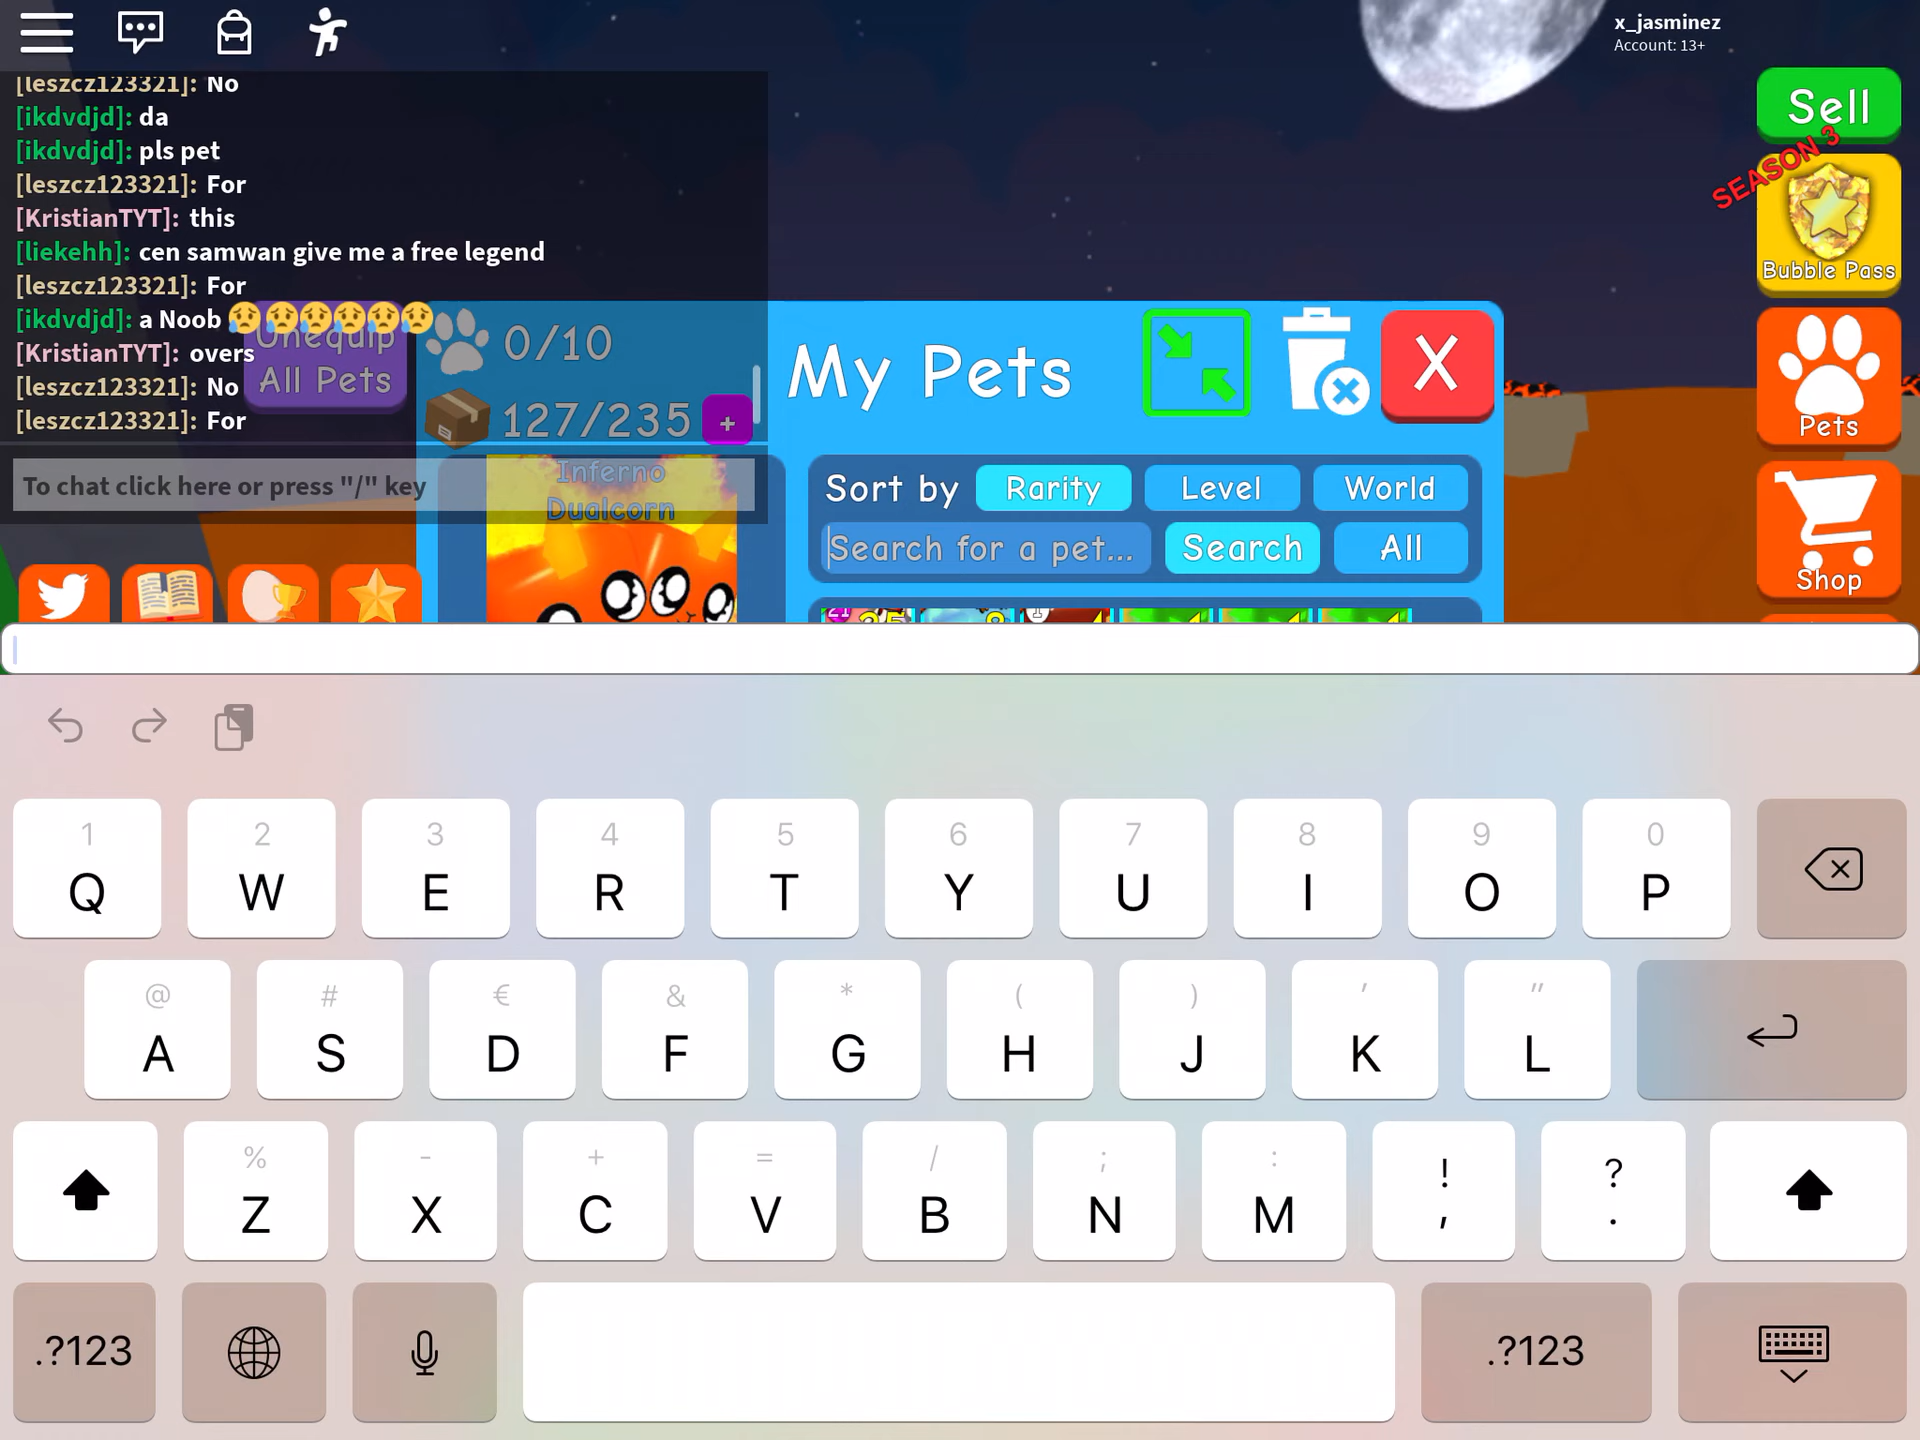 x_jasminez
Account: 13+
[leszcz123321]: No
[ikdvdjd]: da
[ikdvdjd]: pls pet
[leszcz123321]: For
[KristianTYT]: this
[liekehh]: cen samwan give me a free legend
[leszcz123321]: For
[ikdvdjd]: a Noob 😥😥😥😥😥😥
[KristianTYT]: overs
[leszcz123321]: No
[leszcz123321]: For
To chat click here or press "/" key
Unequip
All Pets
0/10
127/235 +
My Pets
X
Inferno
Dualcorn
Sort by Rarity Level World
Search for a pet... Search All
21 25
Sell
SEASON 3
Bubble Pass
Pets
Shop
1 2 3 4 5 6 7 8 9 0
Q W E R T Y U I O P
@ # € & * ( ) ' "
A S D F G H J K L
% - + = / ; : ! ?
Z X C V B N M , .
.?123 .?123